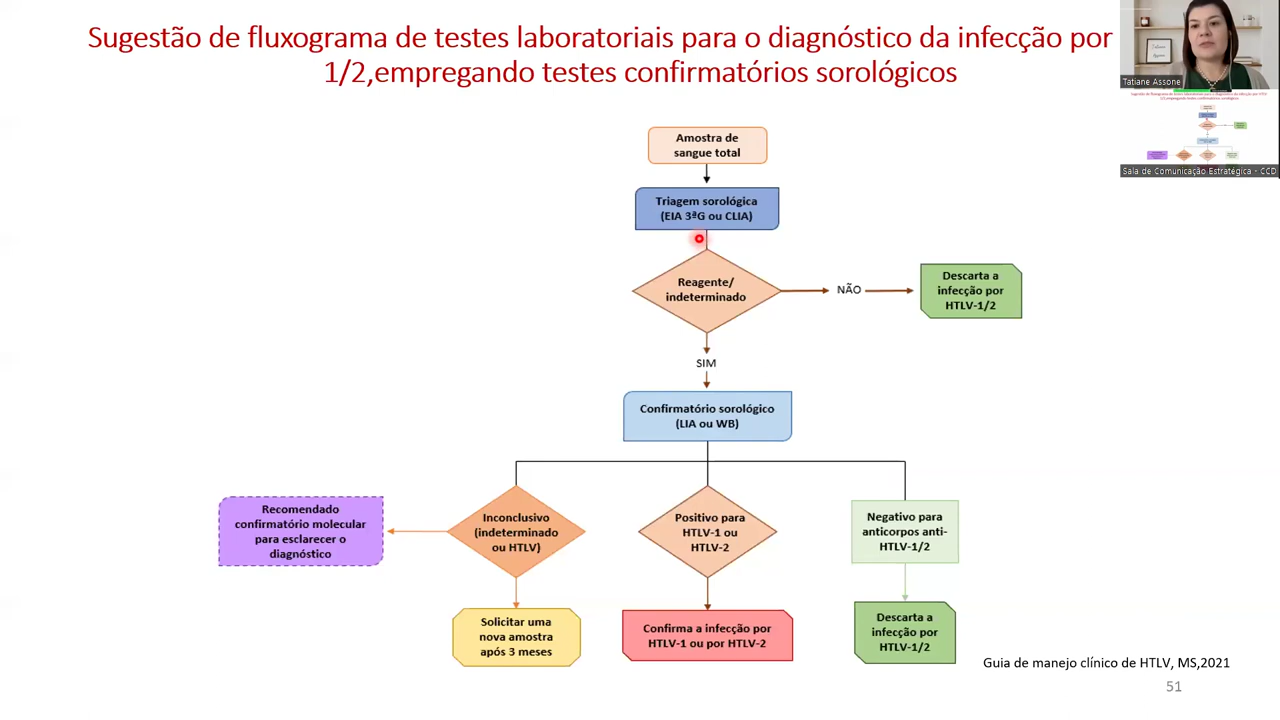 Sugestão de fluxograma de testes laboratoriais para o diagnóstico da infecção por
1/2,empregando testes confirmatórios sorológicos
Tatiane Assone
Sala de Comunicação Estratégica - CCD
Amostra de
sangue total
Triagem sorológica
(EIA 3ªG ou CLIA)
Reagente/
indeterminado
NÃO
Descarta a
infecção por
HTLV-1/2
SIM
Confirmatório sorológico
(LIA ou WB)
Recomendado
confirmatório molecular
para esclarecer o
diagnóstico
Inconclusivo
(indeterminado
ou HTLV)
Positivo para
HTLV-1 ou
HTLV-2
Negativo para
anticorpos anti-
HTLV-1/2
Solicitar uma
nova amostra
após 3 meses
Confirma a infecção por
HTLV-1 ou por HTLV-2
Descarta a
infecção por
HTLV-1/2
Guia de manejo clínico de HTLV, MS,2021
51